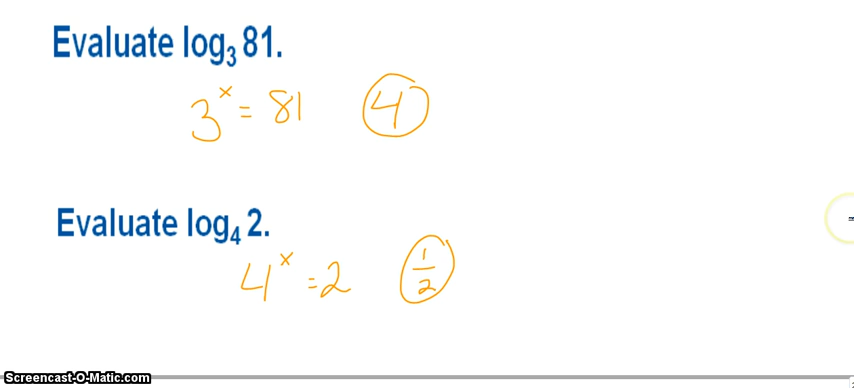 Evaluate log₃ 81.
3ˣ = 81 4
Evaluate log₄ 2.
4ˣ = 2 1/2
Screencast-O-Matic.com